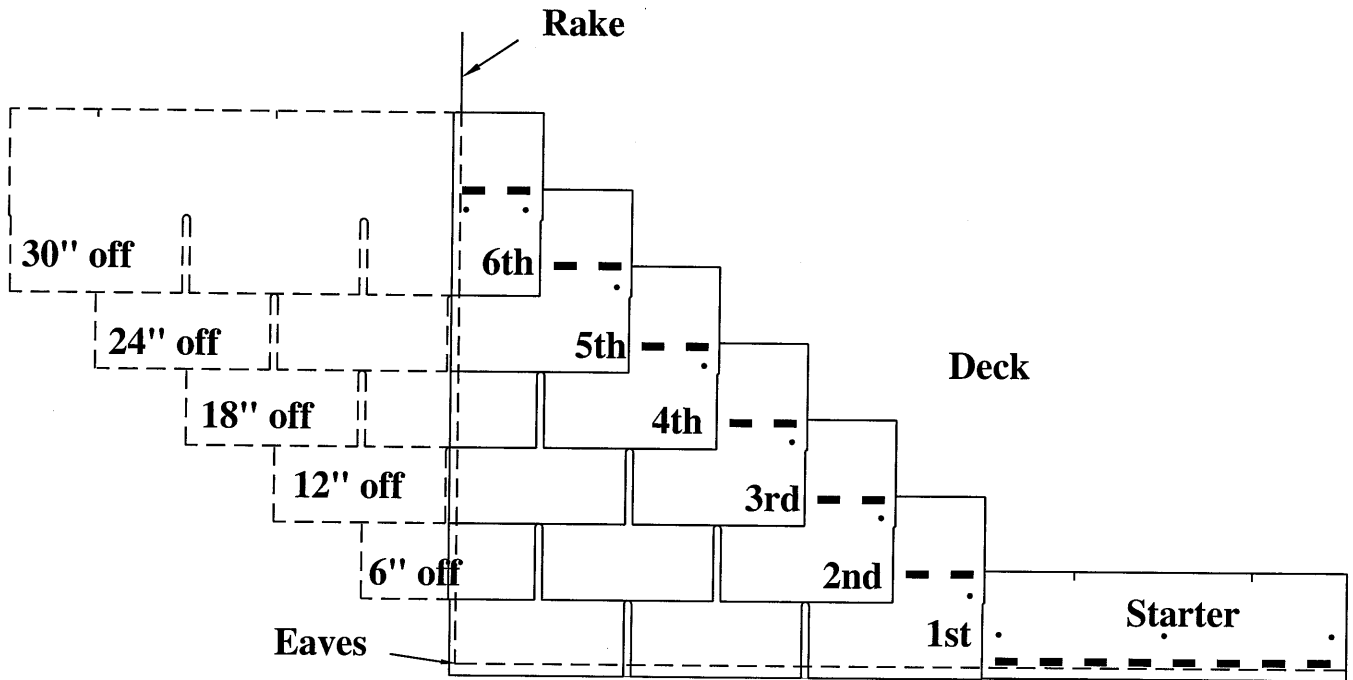 Rake
30" off
6th
24" off
5th
Deck
18" off
4th
12" off
3rd
6" off
2nd
Starter
1st
Eaves